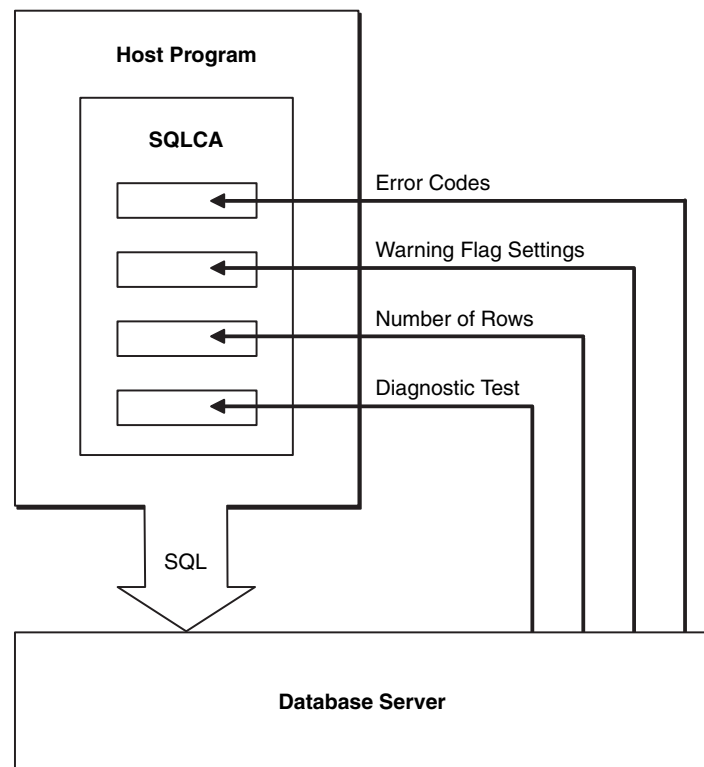 Host Program
SQLCA
Error Codes
Warning Flag Settings
Number of Rows
Diagnostic Test
SQL
Database Server